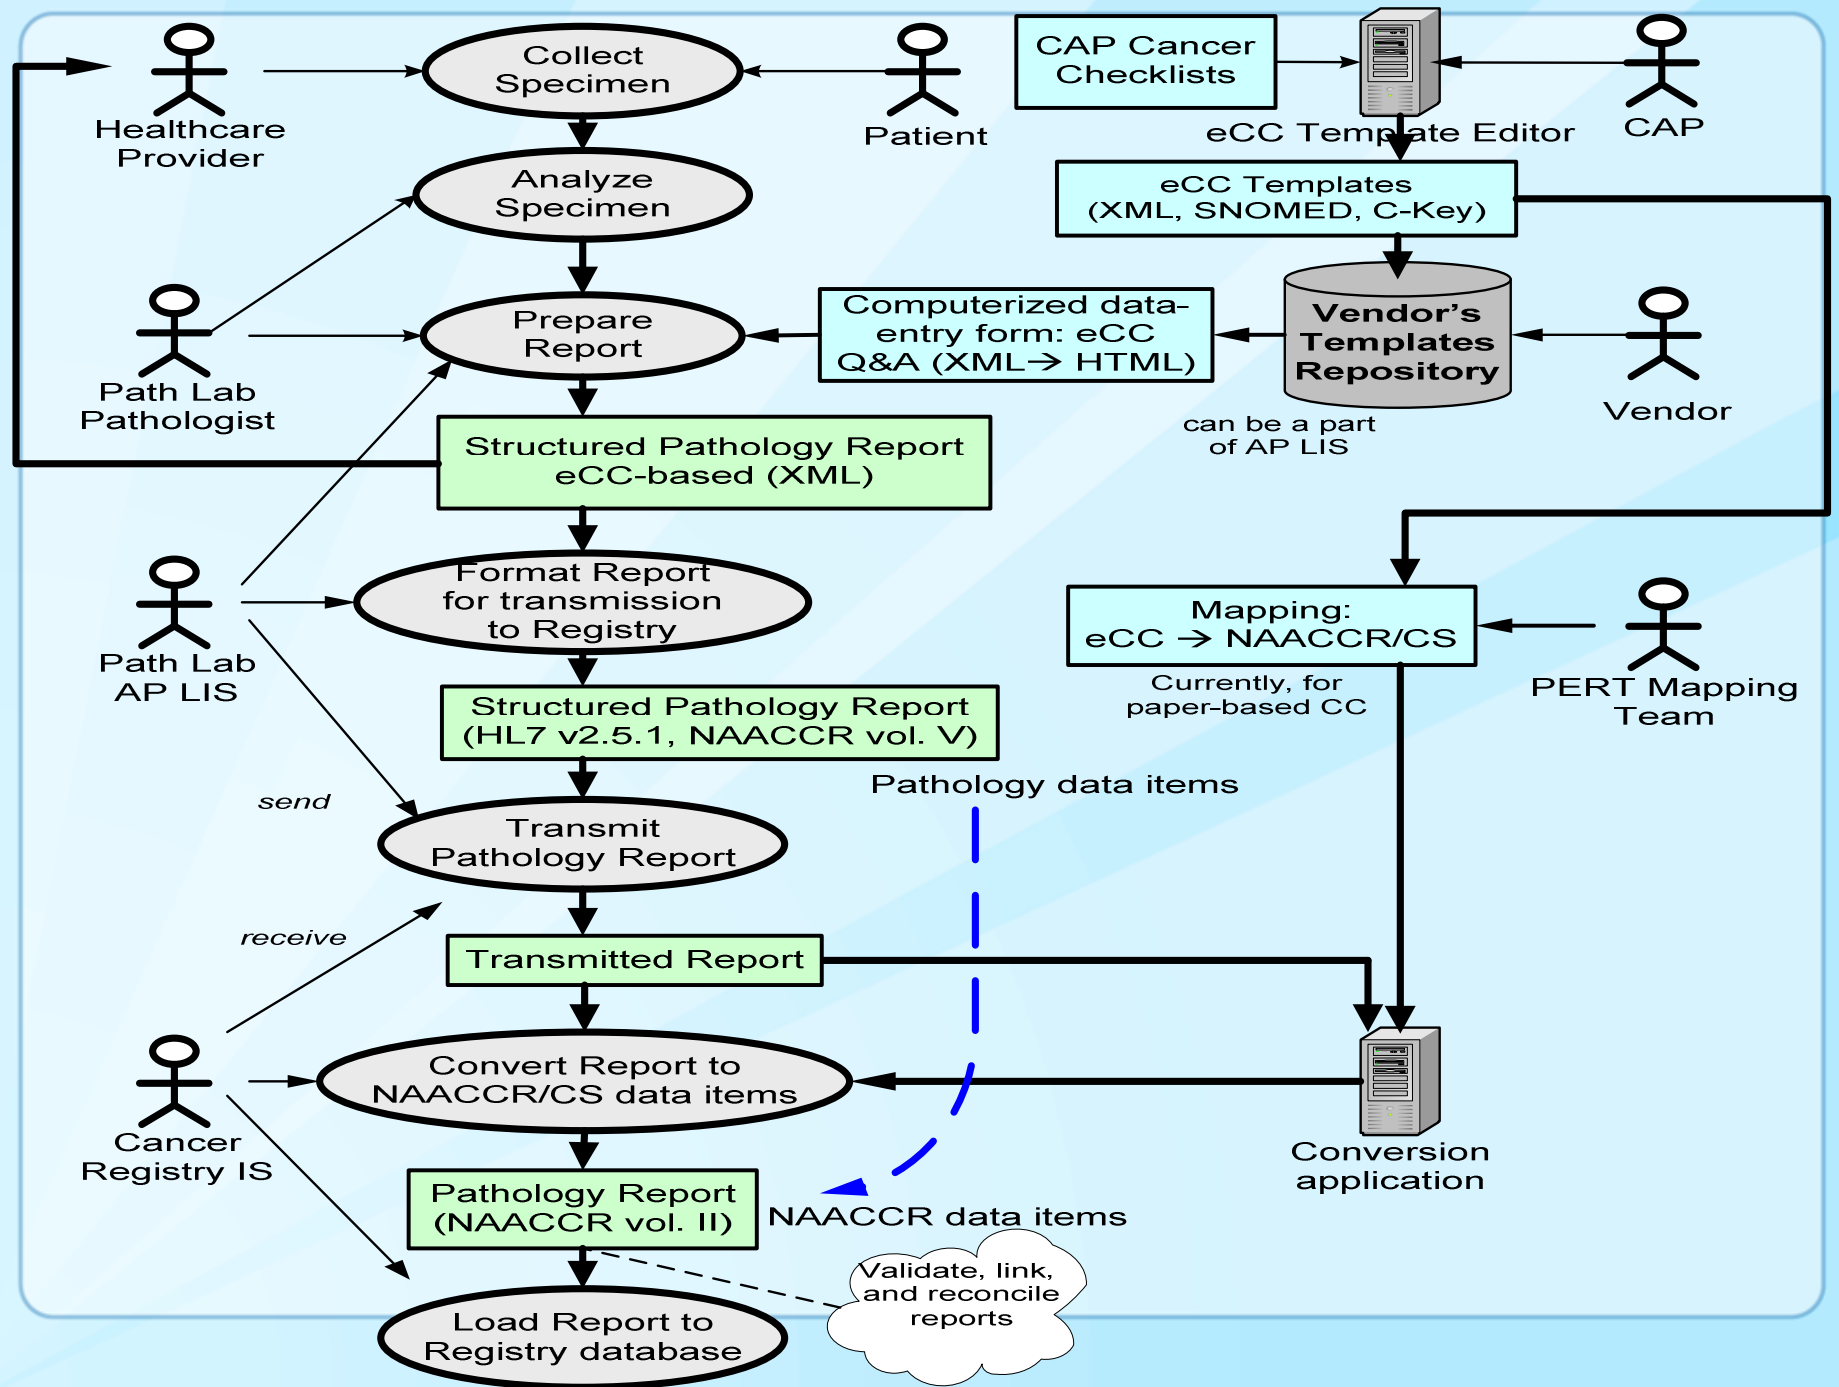 Healthcare
Provider
Collect
Specimen
Patient
CAP Cancer
Checklists
eCC Template Editor
CAP
Analyze
Specimen
eCC Templates
(XML, SNOMED, C-Key)
Path Lab
Pathologist
Prepare
Report
Computerized data-
entry form: eCC
Q&A (XML→ HTML)
Vendor's
Templates
Repository
can be a part
of AP LIS
Vendor
Structured Pathology Report
eCC-based (XML)
Path Lab
AP LIS
Format Report
for transmission
to Registry
Mapping:
eCC → NAACCR/CS
Currently, for
paper-based CC
PERT Mapping
Team
Structured Pathology Report
(HL7 v2.5.1, NAACCR vol. V)
Pathology data items
send
Transmit
Pathology Report
receive
Transmitted Report
Cancer
Registry IS
Convert Report to
NAACCR/CS data items
Conversion
application
Pathology Report
(NAACCR vol. II)
NAACCR data items
Validate, link,
and reconcile
reports
Load Report to
Registry database